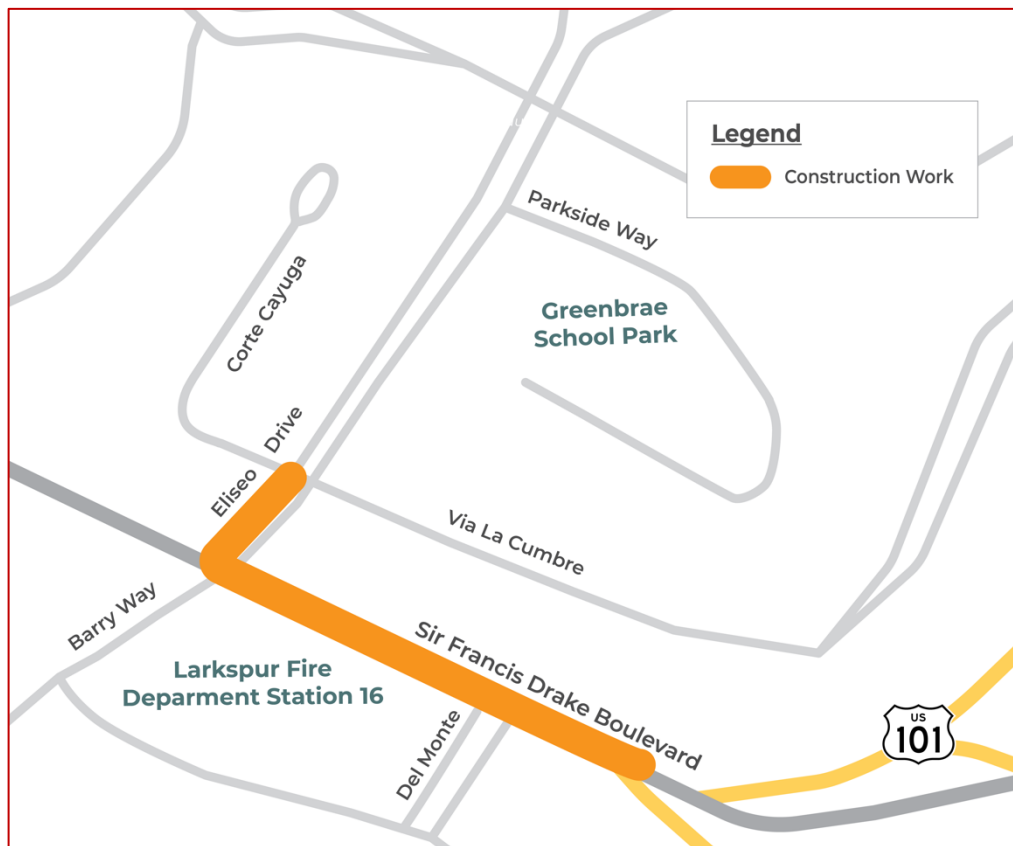 Legend
Construction Work
Parkside Way
Greenbrae
School Park
Corte Cayuga
Eliseo Drive
Via La Cumbre
Barry Way
Sir Francis Drake Boulevard
Larkspur Fire
Deparment Station 16
Del Monte
US
101